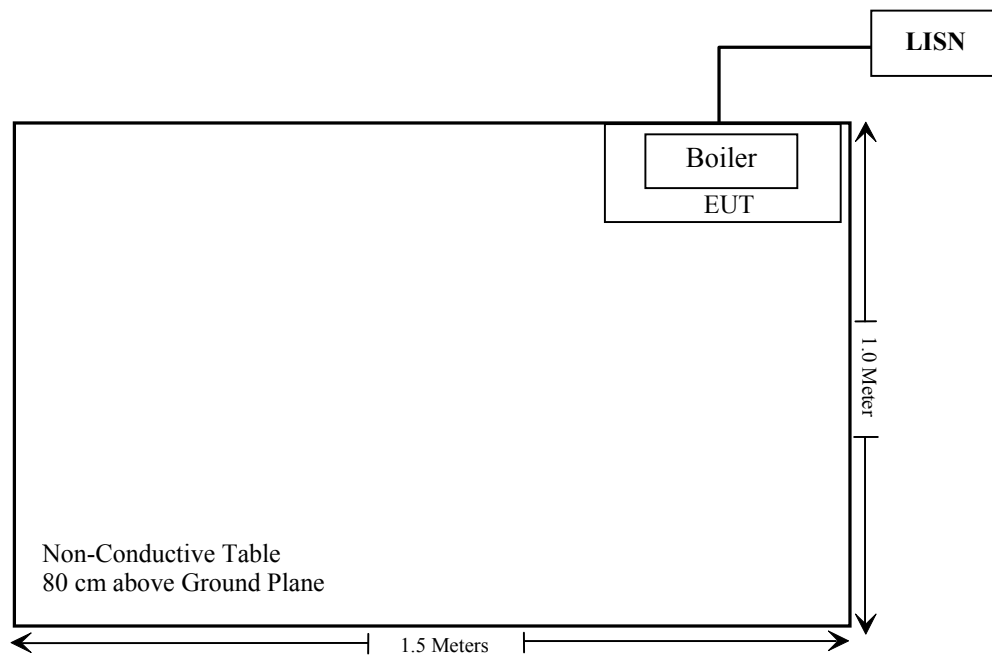 LISN
Boiler
EUT
1.0 Meter
Non-Conductive Table
80 cm above Ground Plane
1.5 Meters